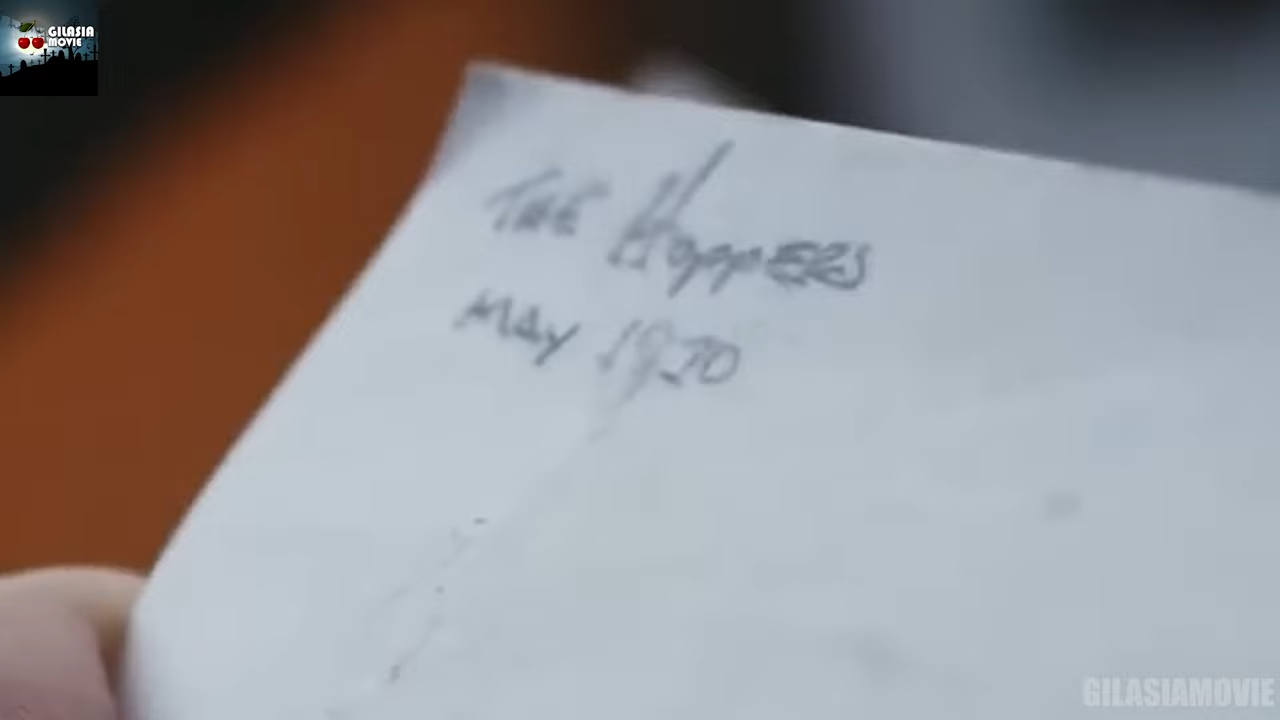 GILASIA
MOVIE
THE HOPPERS
MAY 1920
GILASIAMOVIE